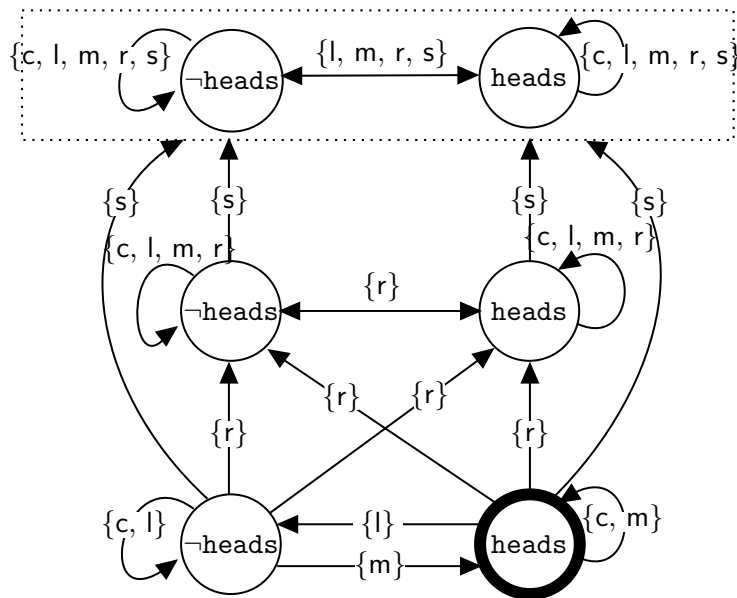 {c, l, m, r, s}
{l, m, r, s}
{c, l, m, r, s}
¬heads
heads
{s}
{s}
{s}
{s}
{c, l, m, r}
{c, l, m, r}
{r}
¬heads
heads
{r}
{r}
{r}
{r}
{c, l}
{l}
{c, m}
¬heads
heads
{m}